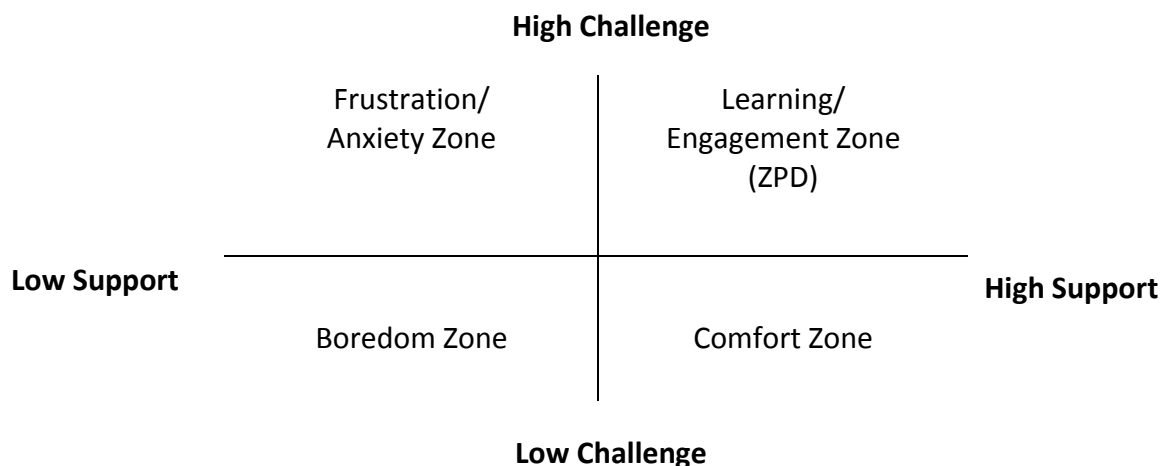 High Challenge
Frustration/
Anxiety Zone
Learning/
Engagement Zone
(ZPD)
Low Support
High Support
Boredom Zone
Comfort Zone
Low Challenge